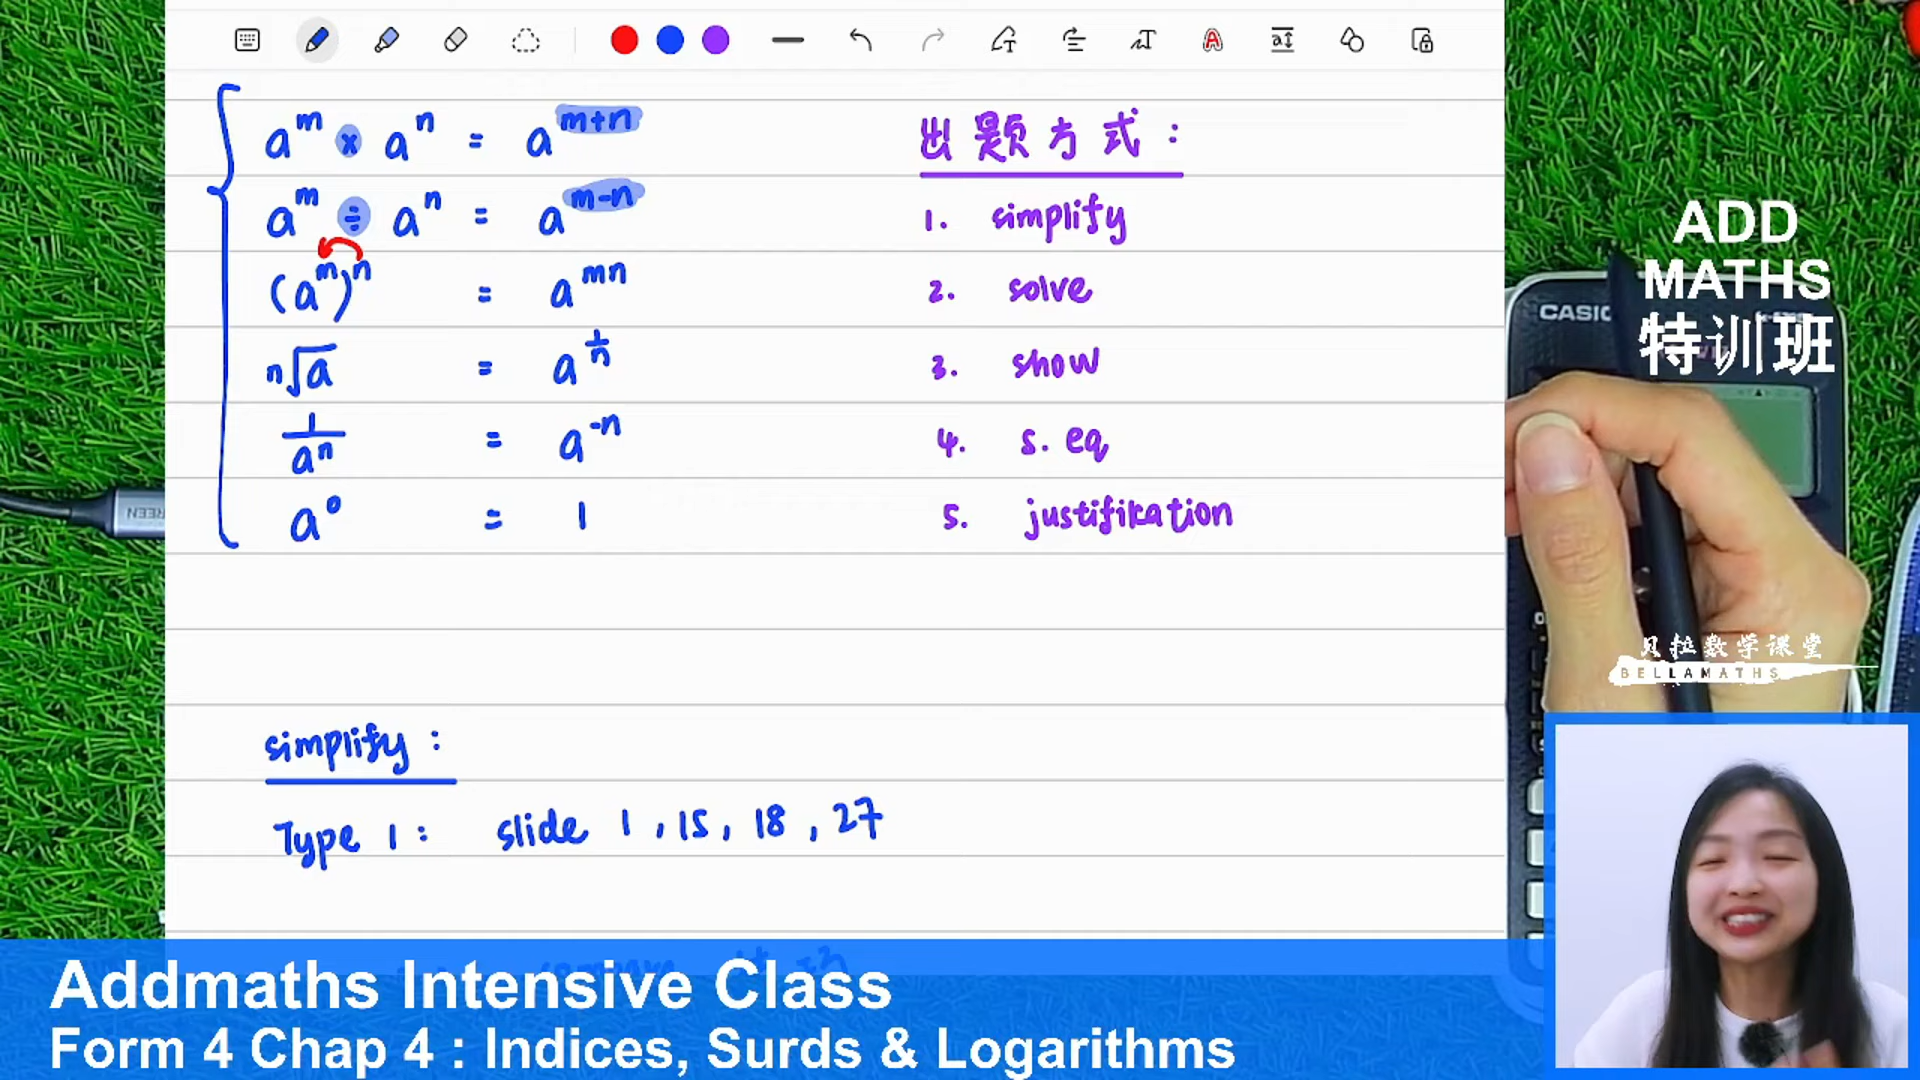 a^m × a^n = a^{m+n}
a^m ÷ a^n = a^{m-n}
(a^m)^n = a^{mn}
ⁿ√a = a^{1/n}
1/a^n = a^{-n}
a^0 = 1
出题方式:
1. simplify
2. solve
3. show
4. s. eq
5. justifikation
simplify:
Type 1: slide 1, 15, 18, 27
ADD
MATHS
特训班
CASIO
贝拉数学课堂
BELLAMATHS
Addmaths Intensive Class
Form 4 Chap 4 : Indices, Surds & Logarithms